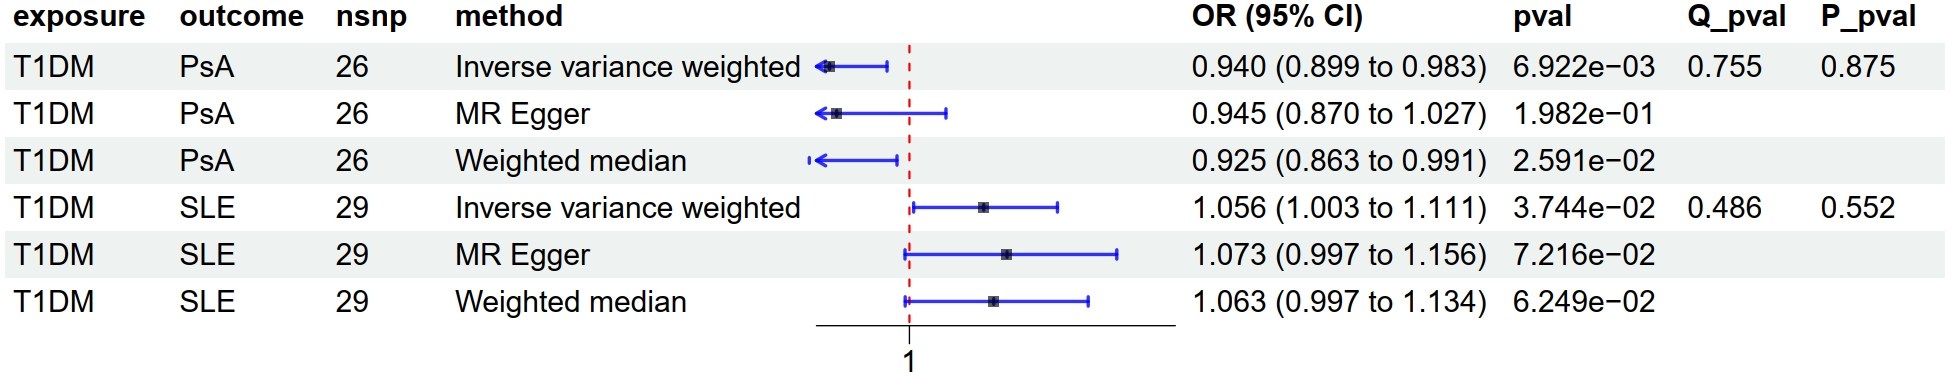 exposure outcome nsnp method OR (95% CI) pval Q_pval P_pval
T1DM PsA 26 Inverse variance weighted 0.940 (0.899 to 0.983) 6.922e−03 0.755 0.875
T1DM PsA 26 MR Egger 0.945 (0.870 to 1.027) 1.982e−01
T1DM PsA 26 Weighted median 0.925 (0.863 to 0.991) 2.591e−02
T1DM SLE 29 Inverse variance weighted 1.056 (1.003 to 1.111) 3.744e−02 0.486 0.552
T1DM SLE 29 MR Egger 1.073 (0.997 to 1.156) 7.216e−02
T1DM SLE 29 Weighted median 1.063 (0.997 to 1.134) 6.249e−02
1